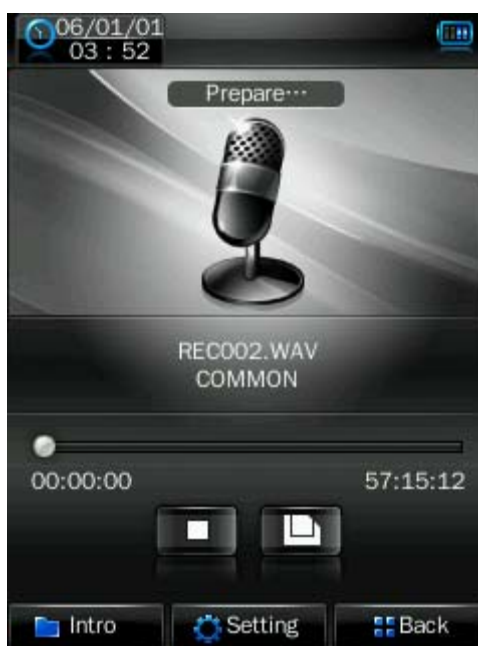 06/01/01
03 : 52
Prepare···
REC002.WAV
COMMON
00:00:00 57:15:12
Intro Setting Back